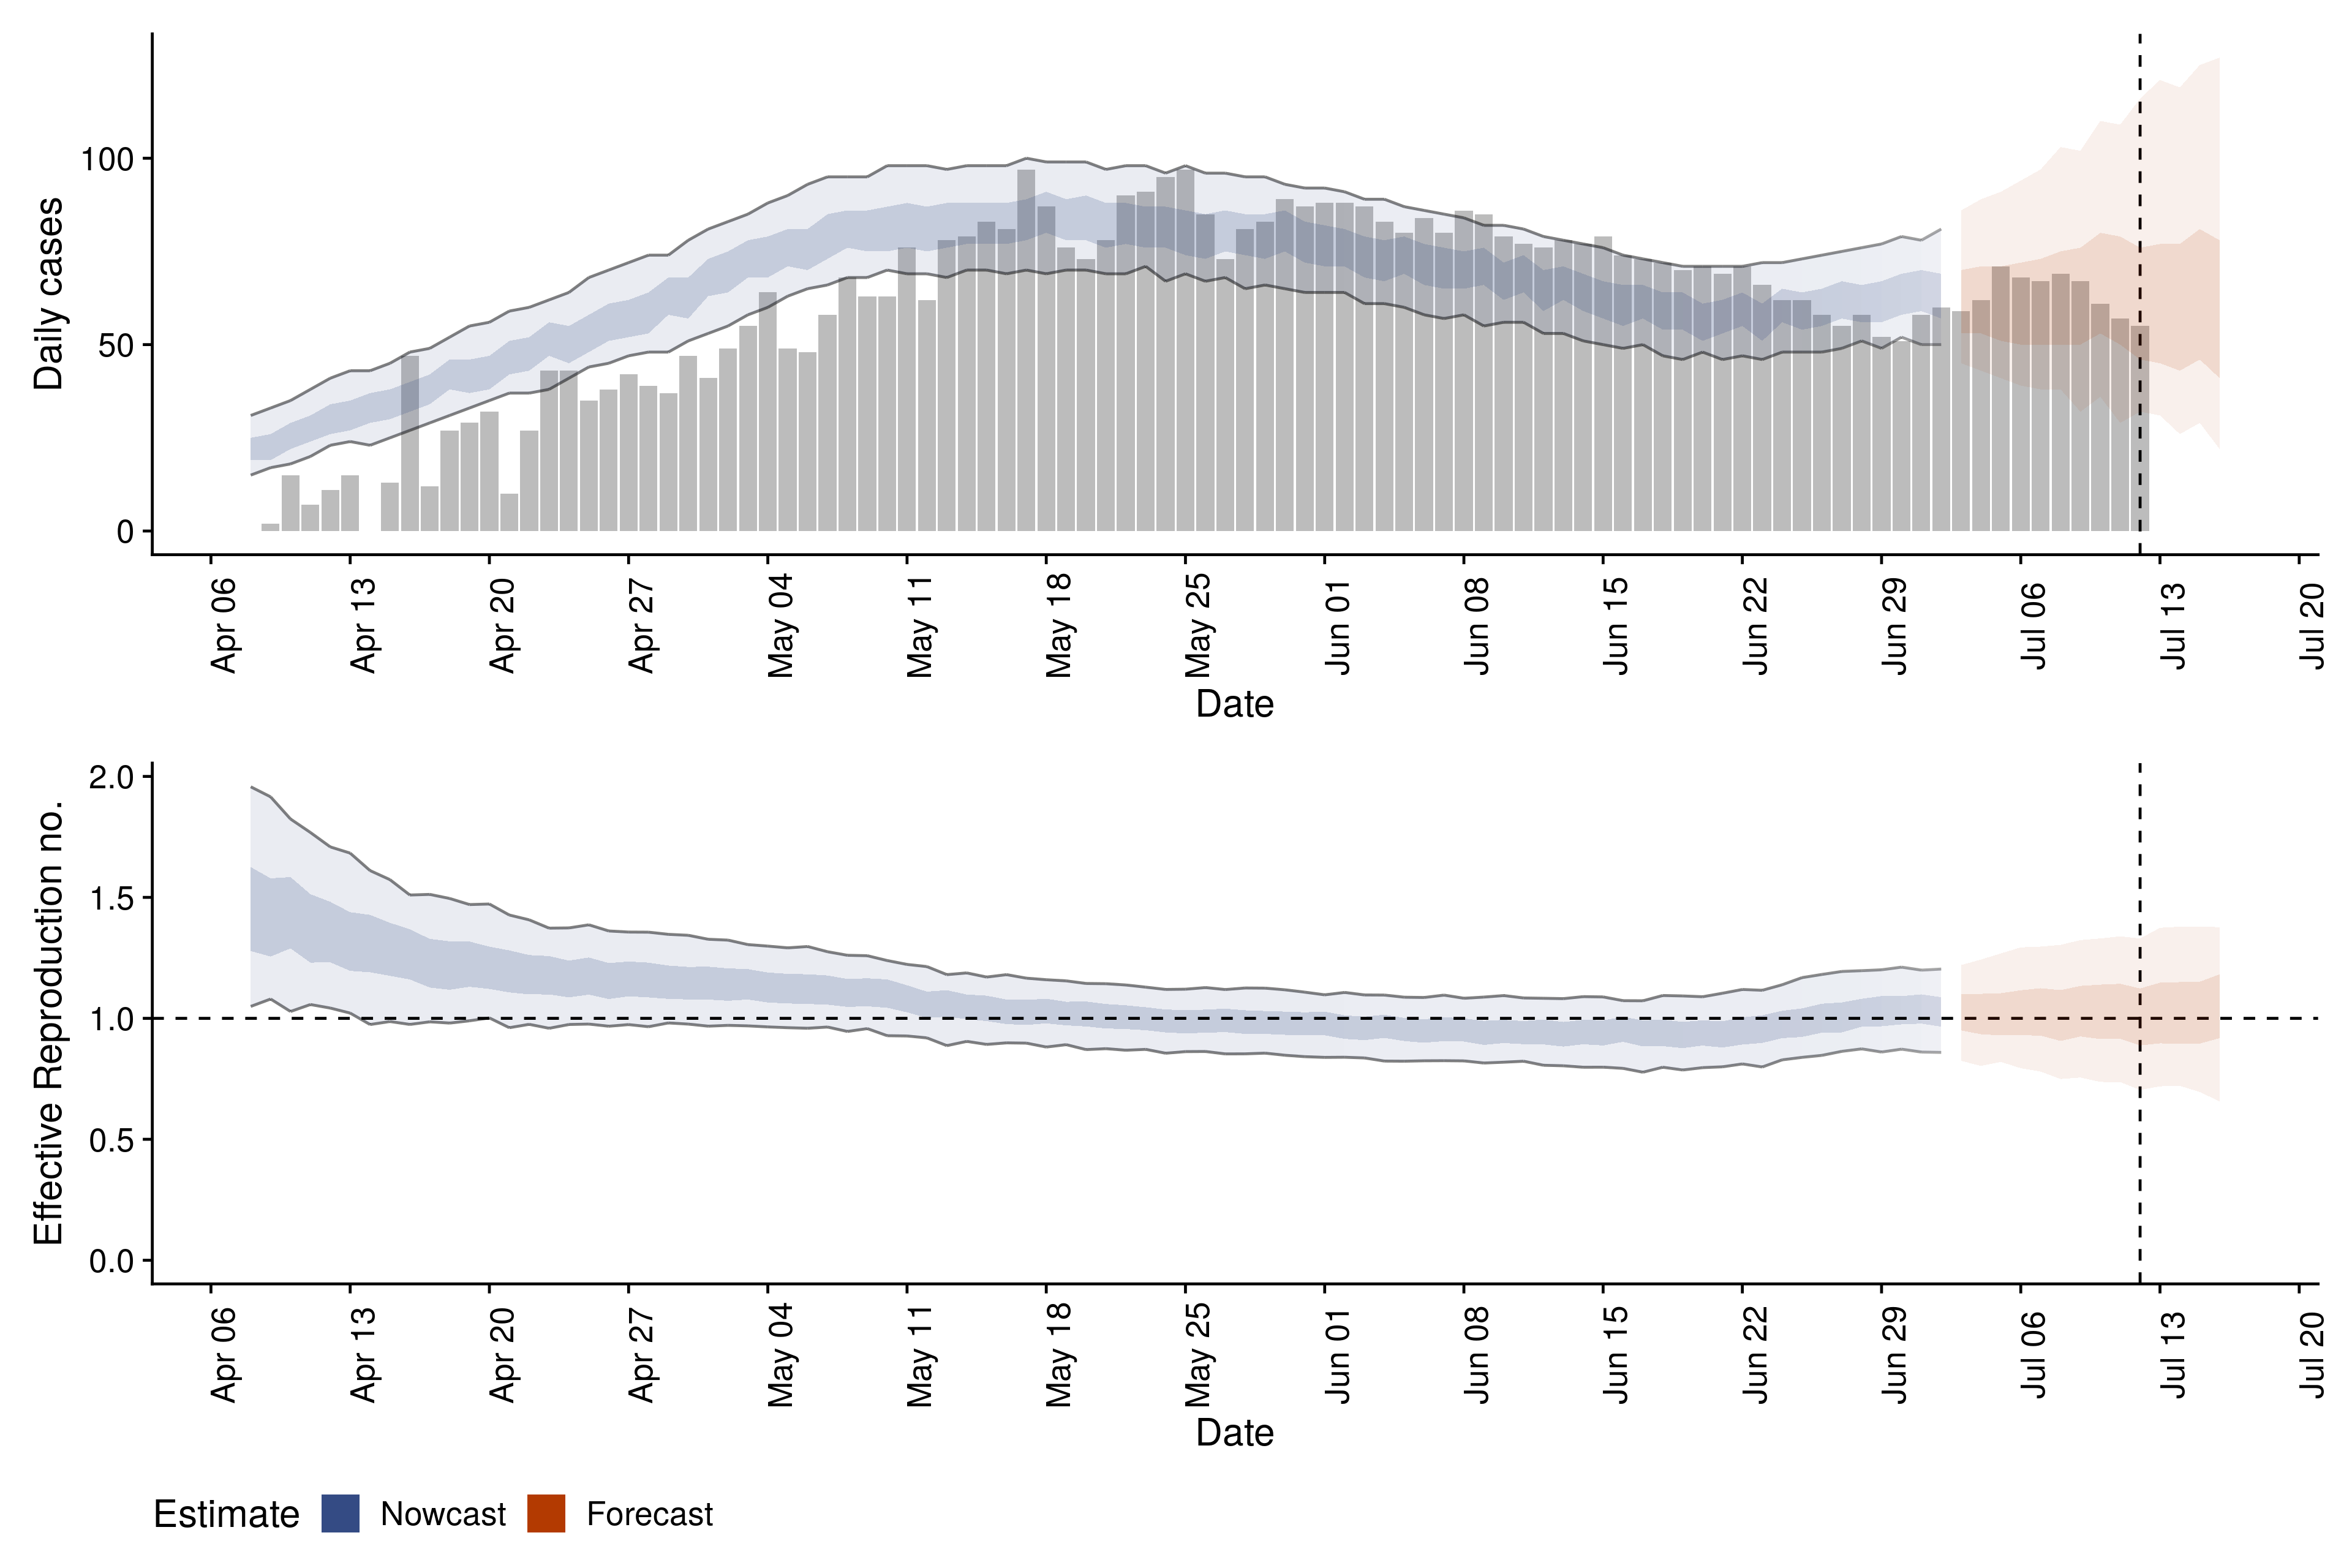 Daily cases
100
50
0
Apr 06 Apr 13 Apr 20 Apr 27 May 04 May 11 May 18 May 25 Jun 01 Jun 08 Jun 15 Jun 22 Jun 29 Jul 06 Jul 13 Jul 20
Date
Effective Reproduction no.
2.0
1.5
1.0
0.5
0.0
Apr 06 Apr 13 Apr 20 Apr 27 May 04 May 11 May 18 May 25 Jun 01 Jun 08 Jun 15 Jun 22 Jun 29 Jul 06 Jul 13 Jul 20
Date
Estimate Nowcast Forecast